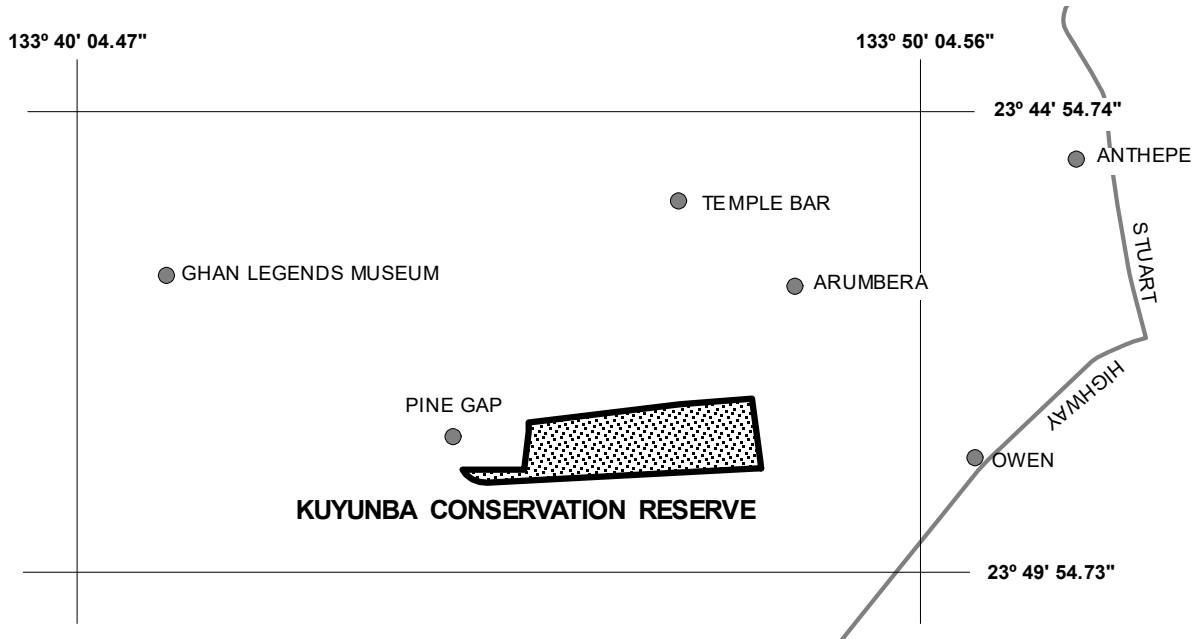 133º 40' 04.47"
133º 50' 04.56"
23º 44' 54.74"
ANTHEPE
TEMPLE BAR
STUART
GHAN LEGENDS MUSEUM
ARUMBERA
HIGHWAY
PINE GAP
OWEN
KUYUNBA CONSERVATION RESERVE
23º 49' 54.73"